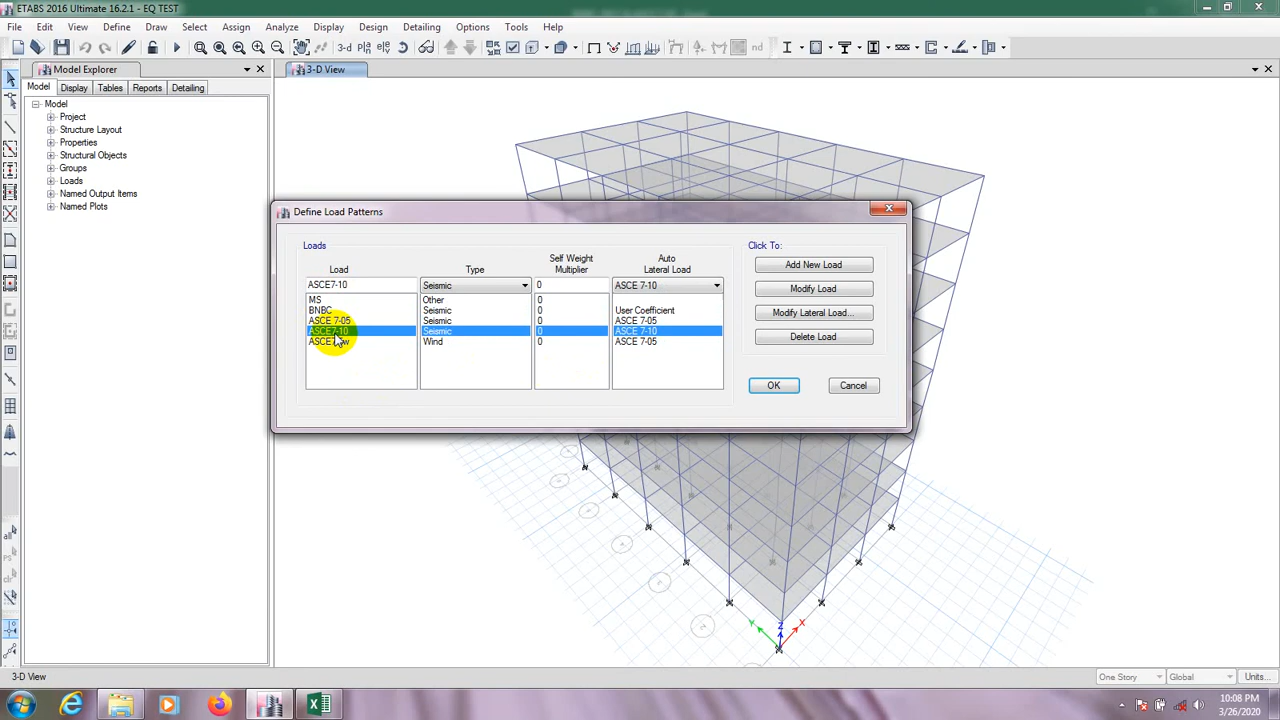 ETABS 2016 Ultimate 16.2.1 - EQ TEST
File Edit View Define Draw Select Assign Analyze Display Design Detailing Options Tools Help
3-d nd
Model Explorer
3-D View
Model Display Tables Reports Detailing
Model
Project
Structure Layout
Properties
Structural Objects
Groups
Loads
Named Output Items
Named Plots
Define Load Patterns
Loads
Click To:
Load Type Self Weight Multiplier Auto Lateral Load
ASCE7-10 Seismic 0 ASCE 7-10
MS Other 0
BNBC Seismic 0 User Coefficient
ASCE 7-05 Seismic 0 ASCE 7-05
ASCE7-10 Seismic 0 ASCE 7-10
Wind 0 ASCE 7-05
Add New Load
Modify Load
Modify Lateral Load...
Delete Load
OK Cancel
Y Z X
3-D View
One Story Global Units...
10:08 PM
3/26/2020